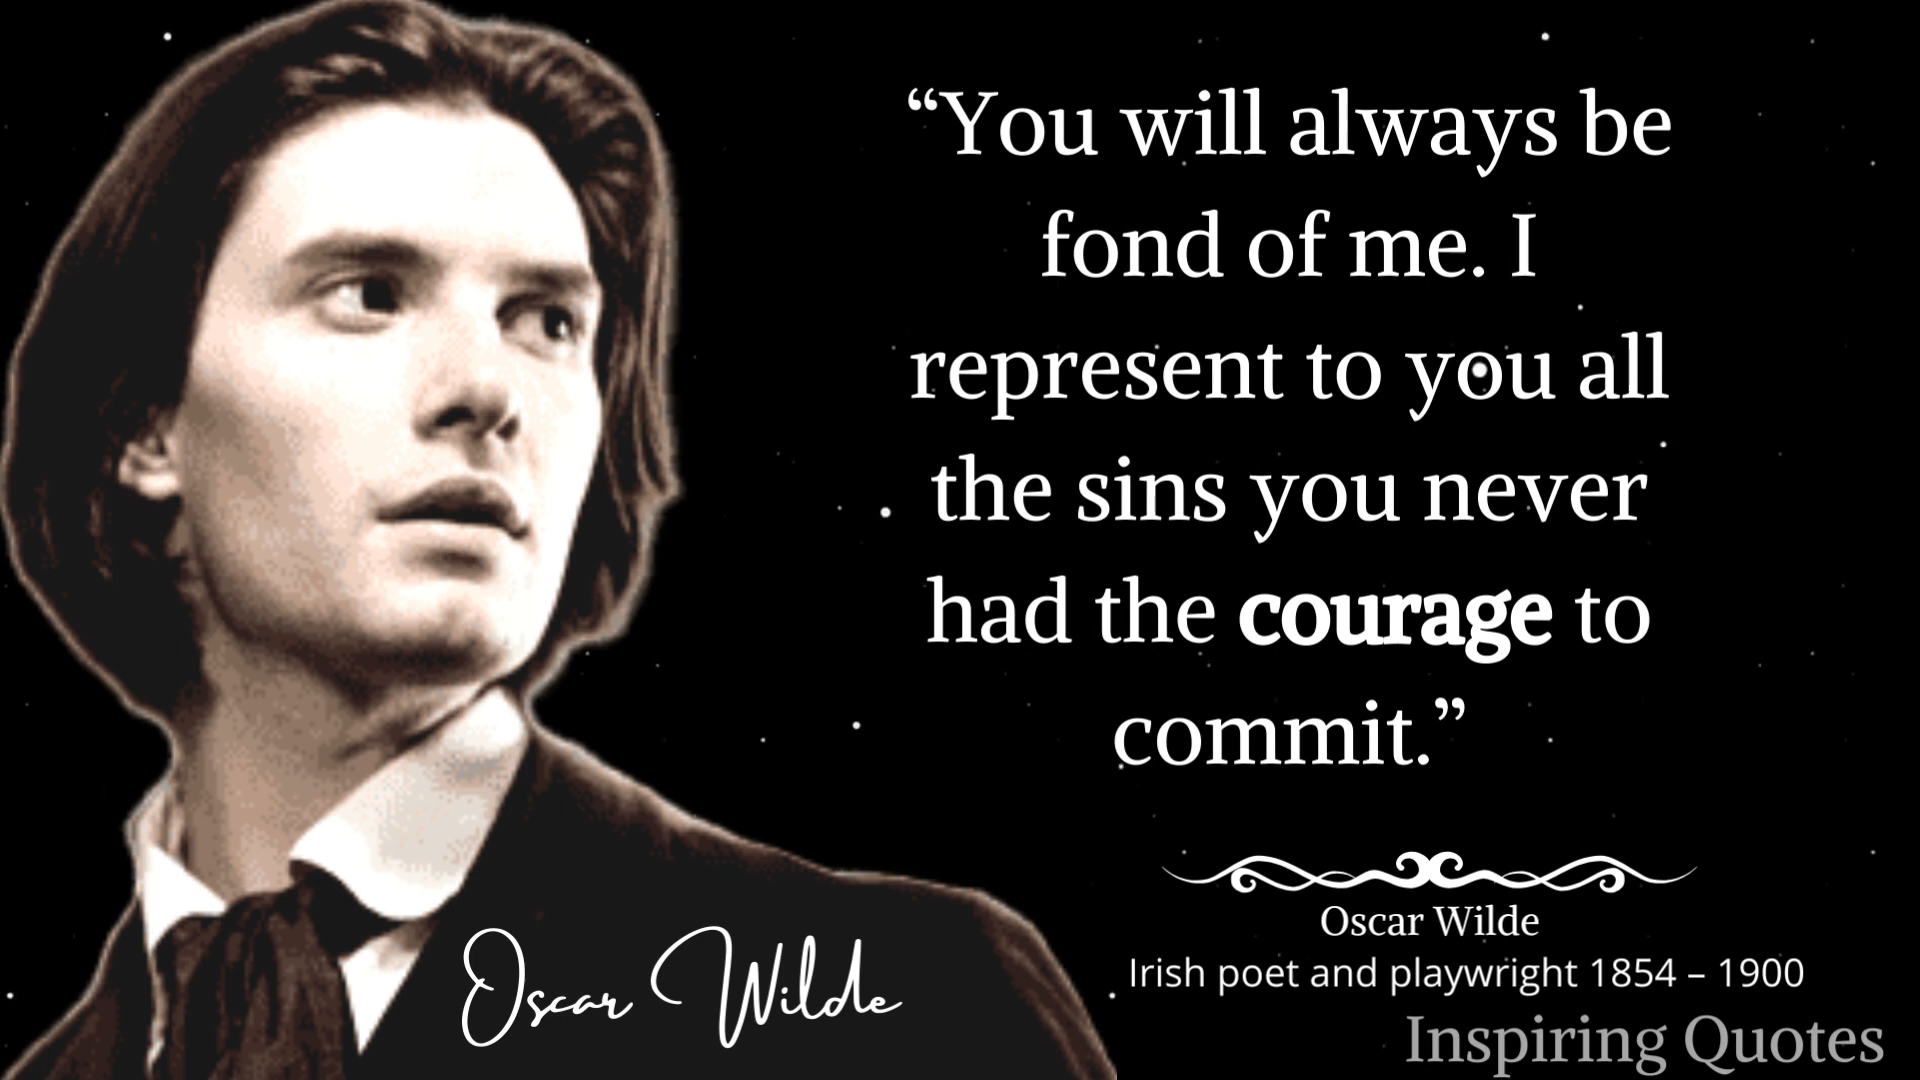 “You will always be
fond of me. I
represent to you all
the sins you never
had the courage to
commit.”
Oscar Wilde
Oscar Wilde
Irish poet and playwright 1854 – 1900
Inspiring Quotes